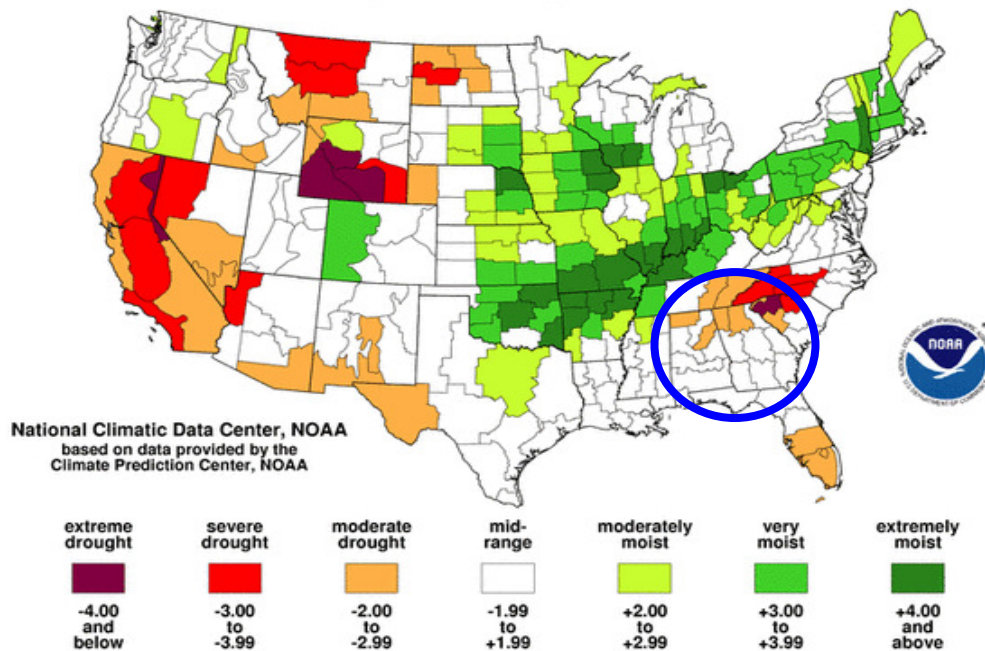 National Climatic Data Center, NOAA
based on data provided by the
Climate Prediction Center, NOAA
NOAA
extreme drought
severe drought
moderate drought
mid-range
moderately moist
very moist
extremely moist
-4.00 and below
-3.00 to -3.99
-2.00 to -2.99
-1.99 to +1.99
+2.00 to +2.99
+3.00 to +3.99
+4.00 and above